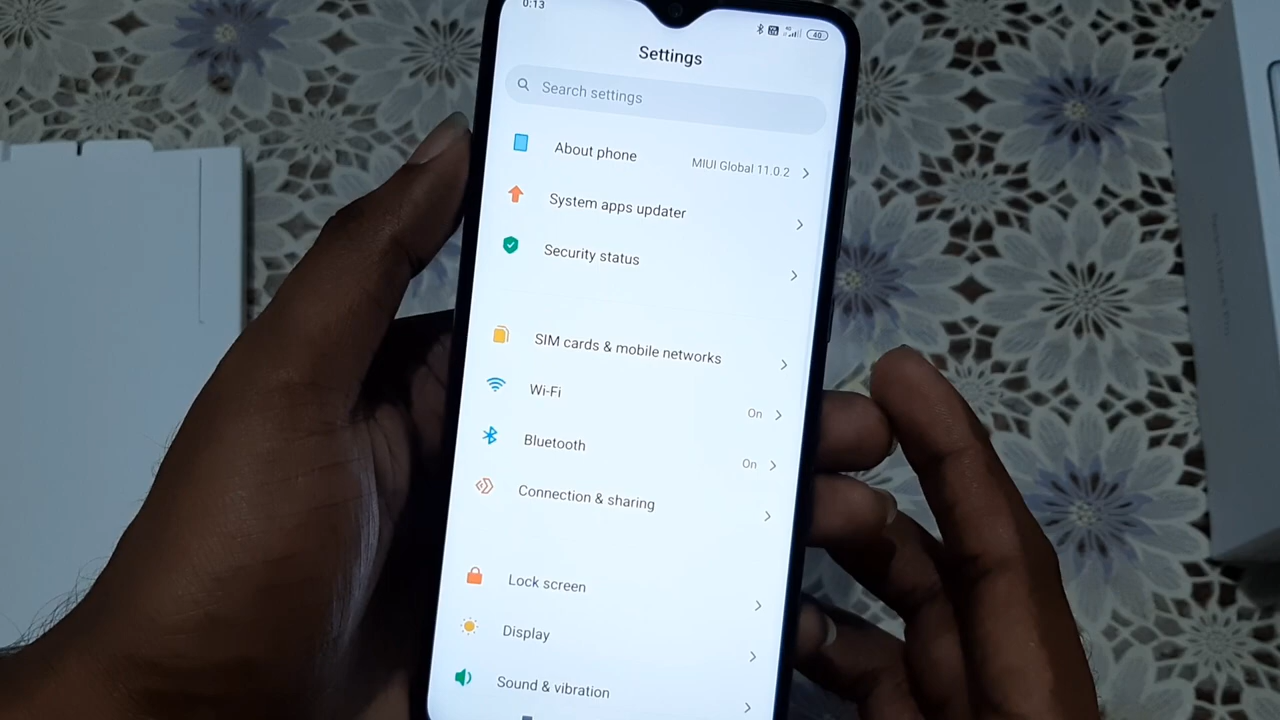 0:13
40
Settings
Search settings
About phone MIUI Global 11.0.2
System apps updater
Security status
SIM cards & mobile networks
Wi-Fi On
Bluetooth On
Connection & sharing
Lock screen
Display
Sound & vibration